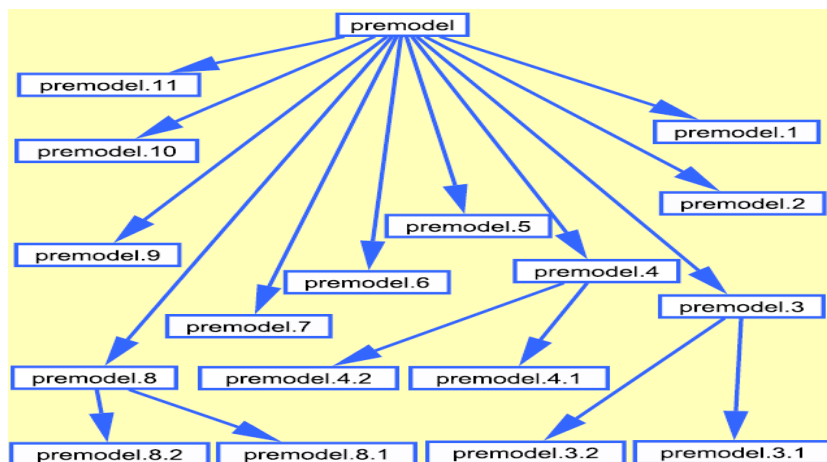 premodel
premodel.11
premodel.1
premodel.10
premodel.2
premodel.5
premodel.9
premodel.4
premodel.6
premodel.3
premodel.7
premodel.8
premodel.4.2
premodel.4.1
premodel.8.2
premodel.8.1
premodel.3.2
premodel.3.1